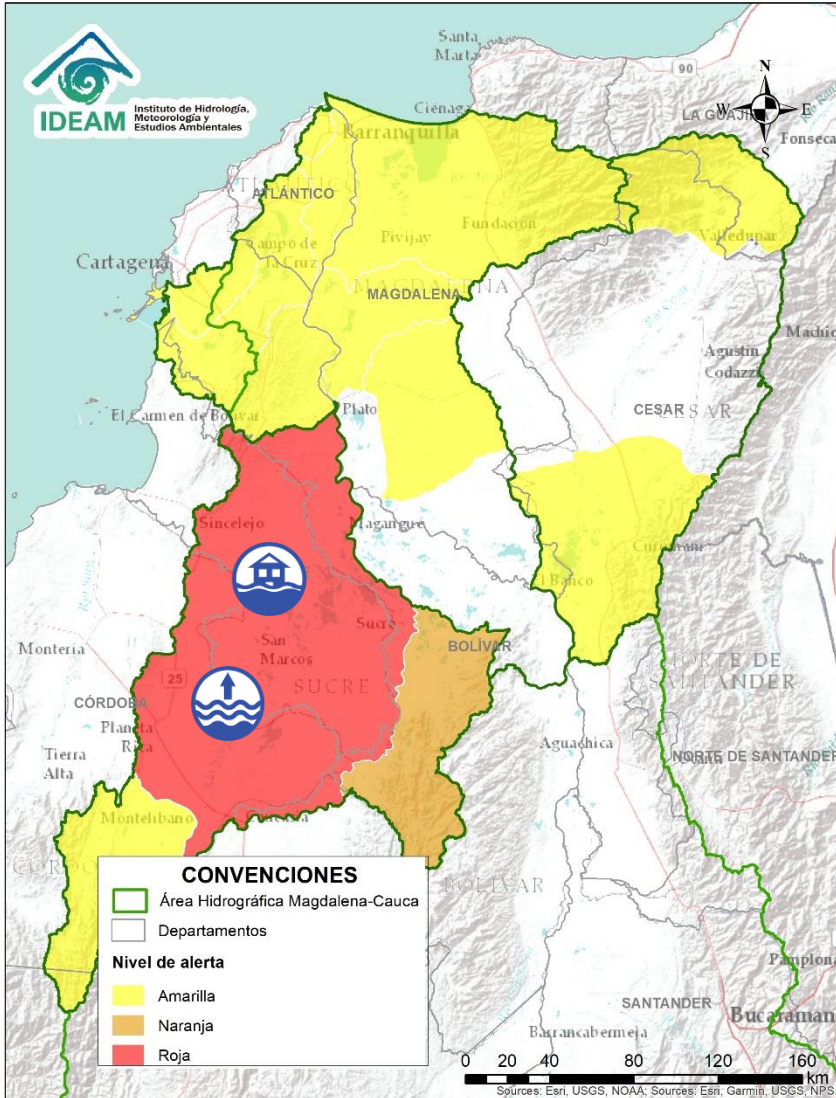 IDEAM
Instituto de Hidrología,
Meteorología y
Estudios Ambientales
Santa
Marta
90
N
E
S
Ciénaga
Barranquilla
LA GUAJIRA
Fonseca
ATLÁNTICO
Pivijay
Fundación
Valledupar
Campo de
la Cruz
Cartagena
MAGDALENA
MAGDALENA
Agustín
Codazzi
CESAR
CESAR
El Carmen de Bolívar
Plato
Sincelejo
Magangué
El Banco
Sucre
BOLÍVAR
San
Marcos
Montería
25
SUCRE
CÓRDOBA
Planeta
Rica
Tierra
Alta
NORTE DE
SANTANDER
NORTE DE SANTANDER
Aguachica
Montelíbano
BOLÍVAR
CONVENCIONES
Área Hidrográfica Magdalena-Cauca
Departamentos
Nivel de alerta
Amarilla
Naranja
Roja
Pamplona
SANTANDER
Bucaraman
Barrancabermeja
0 20 40 80 120 160
km
Sources: Esri, USGS, NOAA; Sources: Esri, Garmin, USGS, NPS